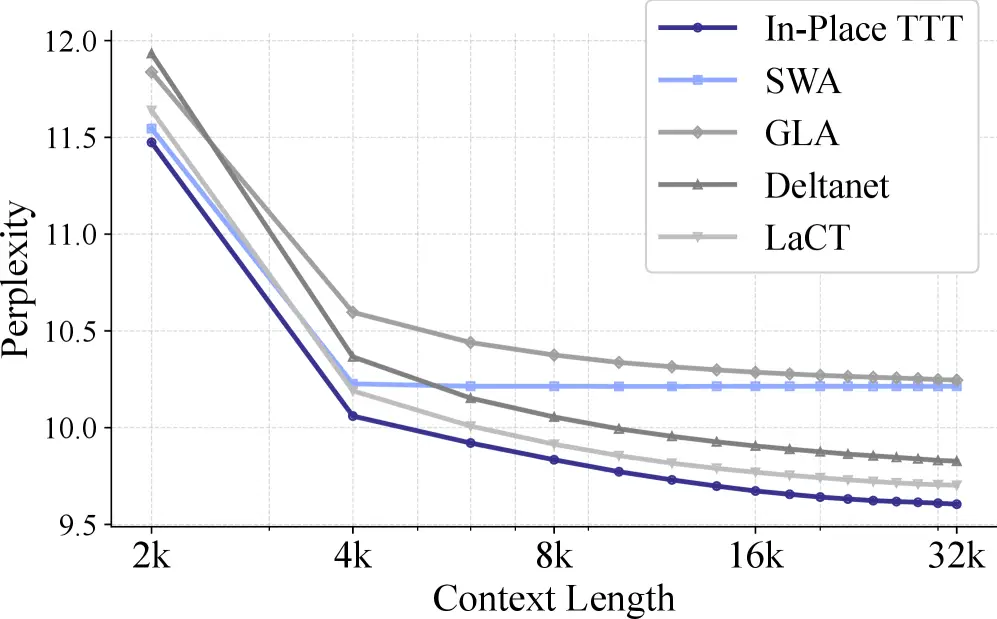 In-Place TTT
SWA
GLA
Deltanet
LaCT
12.0
11.5
11.0
10.5
10.0
9.5
Perplexity
2k 4k 8k 16k 32k
Context Length